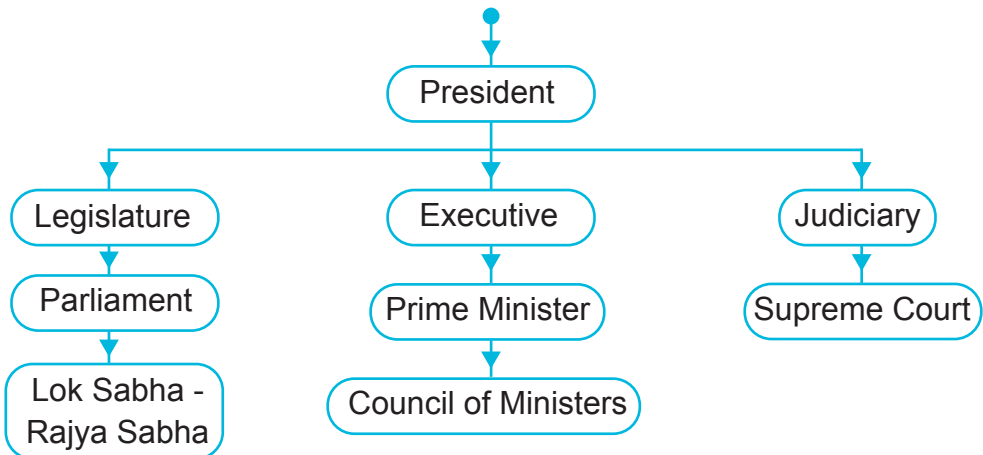 President
Legislature
Executive
Judiciary
Parliament
Prime Minister
Supreme Court
Lok Sabha -
Rajya Sabha
Council of Ministers